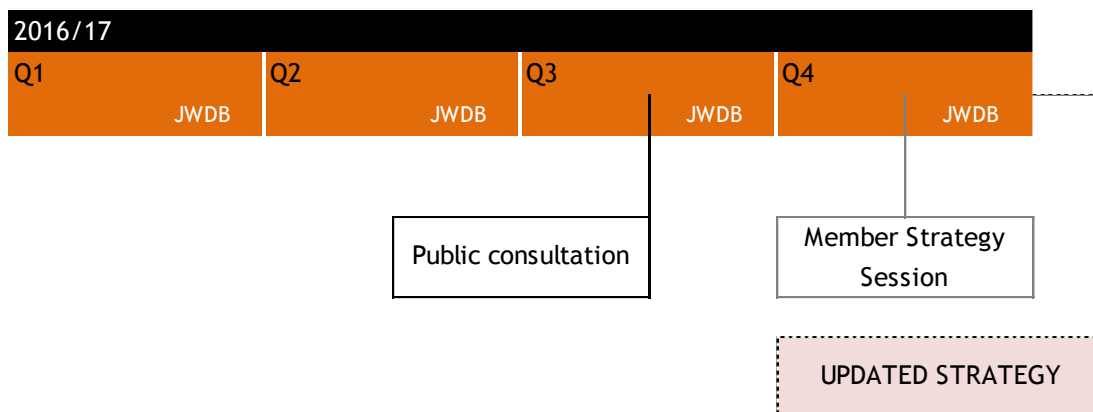 2016/17
Q1
Q2
Q3
Q4
JWDB
JWDB
JWDB
JWDB
Public consultation
Member Strategy
Session
UPDATED STRATEGY